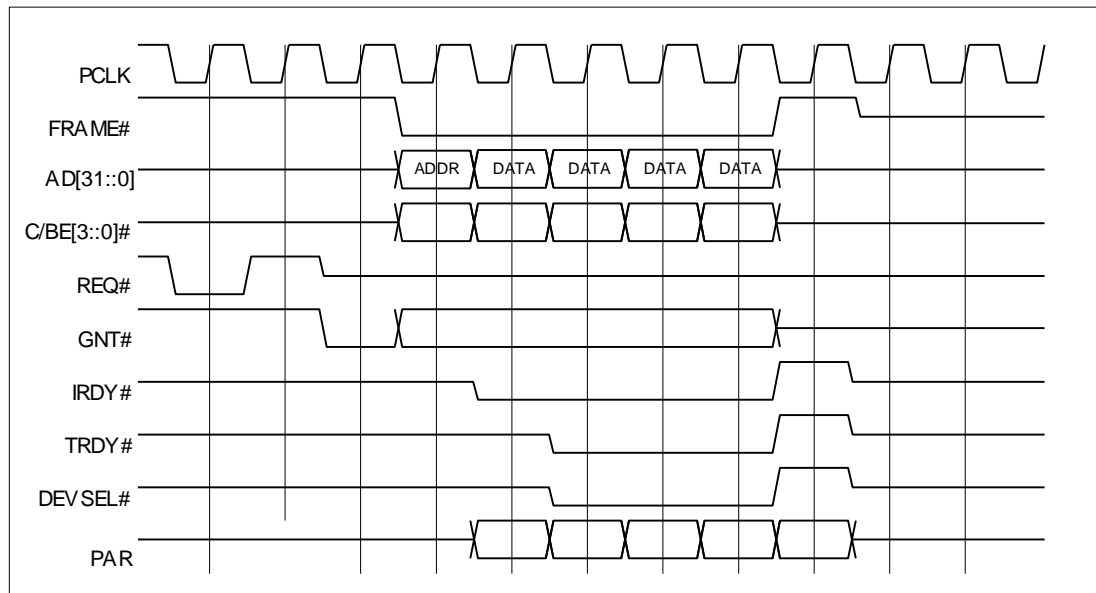 PCLK
FRAME#
AD[31::0]
ADDR DATA DATA DATA DATA
C/BE[3::0]#
REQ#
GNT#
IRDY#
TRDY#
DEVSEL#
PAR